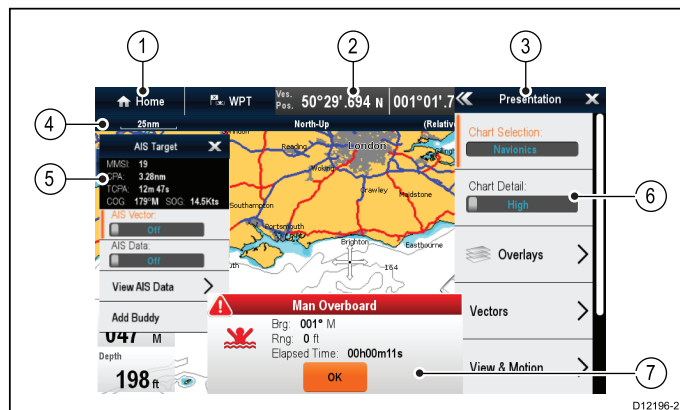 1
2
3
Home
WPT
Ves. Pos. 50°29'.694 N 001°01'.7
Presentation
4
25nm
North-Up
(Relative
AIS Target
5
MMSI: 19
CPA: 3.28nm
TCPA: 12m 47s
COG 179°M SOG 14.5Kts
AIS Vector:
Off
AIS Data:
Off
View AIS Data
Add Buddy
047 M
Depth
198 ft
Reading
London
Woking
Crawley
Maidstone
Portsmouth
Brighton
Eastbourne
164
Chart Selection:
Navionics
Chart Detail:
High
6
Overlays
Vectors
View & Motion
Man Overboard
Brg: 001° M
Rng: 0 ft
Elapsed Time: 00h00m11s
OK
7
D12196-2